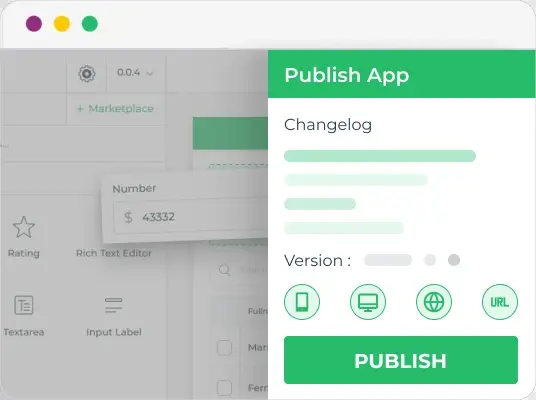 0.0.4
+ Marketplace
Number
$ 43332
Rating
Rich Text Editor
Textarea
Input Label
Publish App
Changelog
Version :
URL
PUBLISH